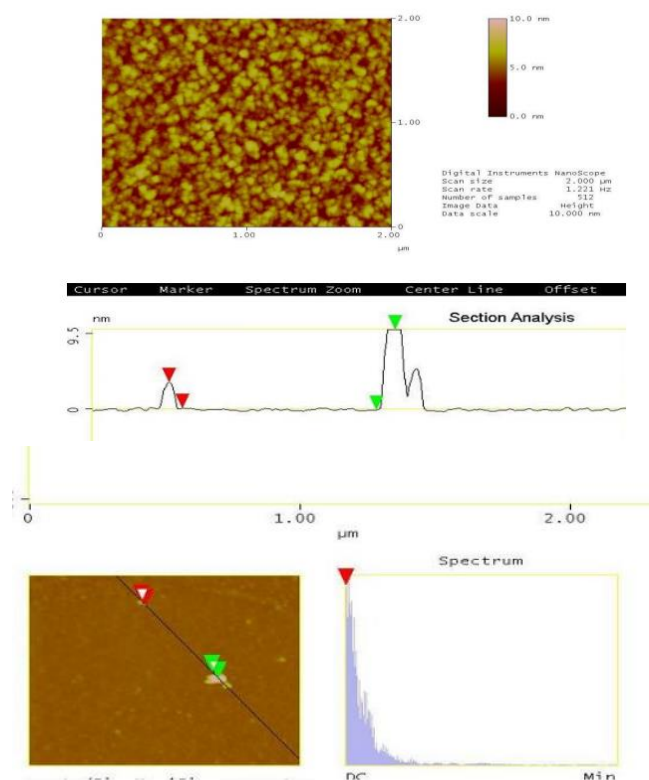 2.00
10.0 nm
5.0 nm
1.00
0.0 nm
0
0 1.00 2.00
μm
Digital Instruments NanoScope
Scan size 2.000 μm
Scan rate 1.221 Hz
Number of samples 512
Image Data Height
Data scale 10.000 nm
Cursor Marker Spectrum Zoom Center Line Offset
nm Section Analysis
9.5
0
0 1.00 2.00
μm
Spectrum
DC Min